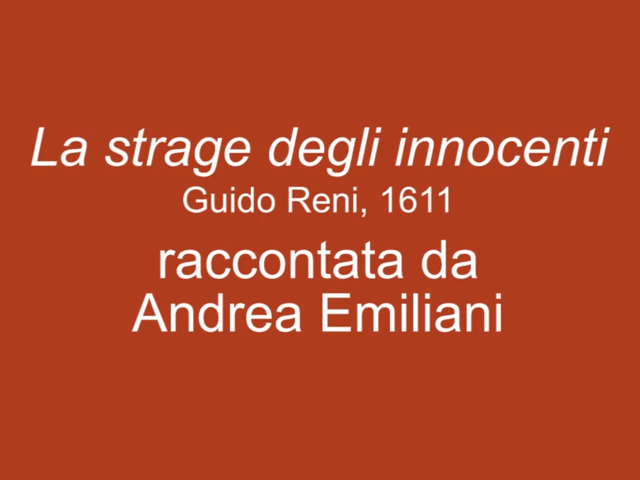 La strage degli innocenti
Guido Reni, 1611
raccontata da
Andrea Emiliani